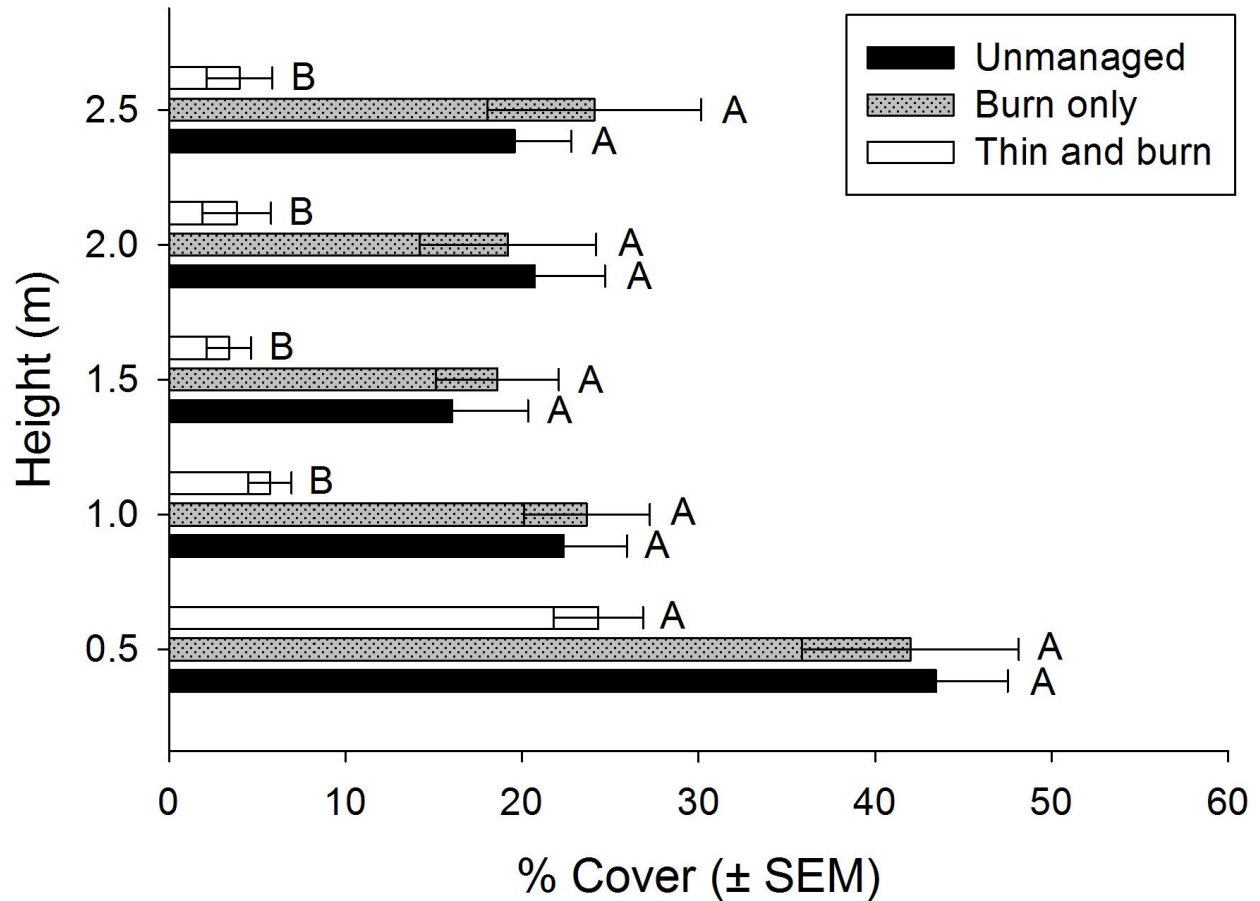 Unmanaged
Burn only
Thin and burn
B
2.5
A
A
B
2.0
A
A
B
1.5
A
A
B
1.0
A
A
A
0.5
A
A
Height (m)
0 10 20 30 40 50 60
% Cover (± SEM)